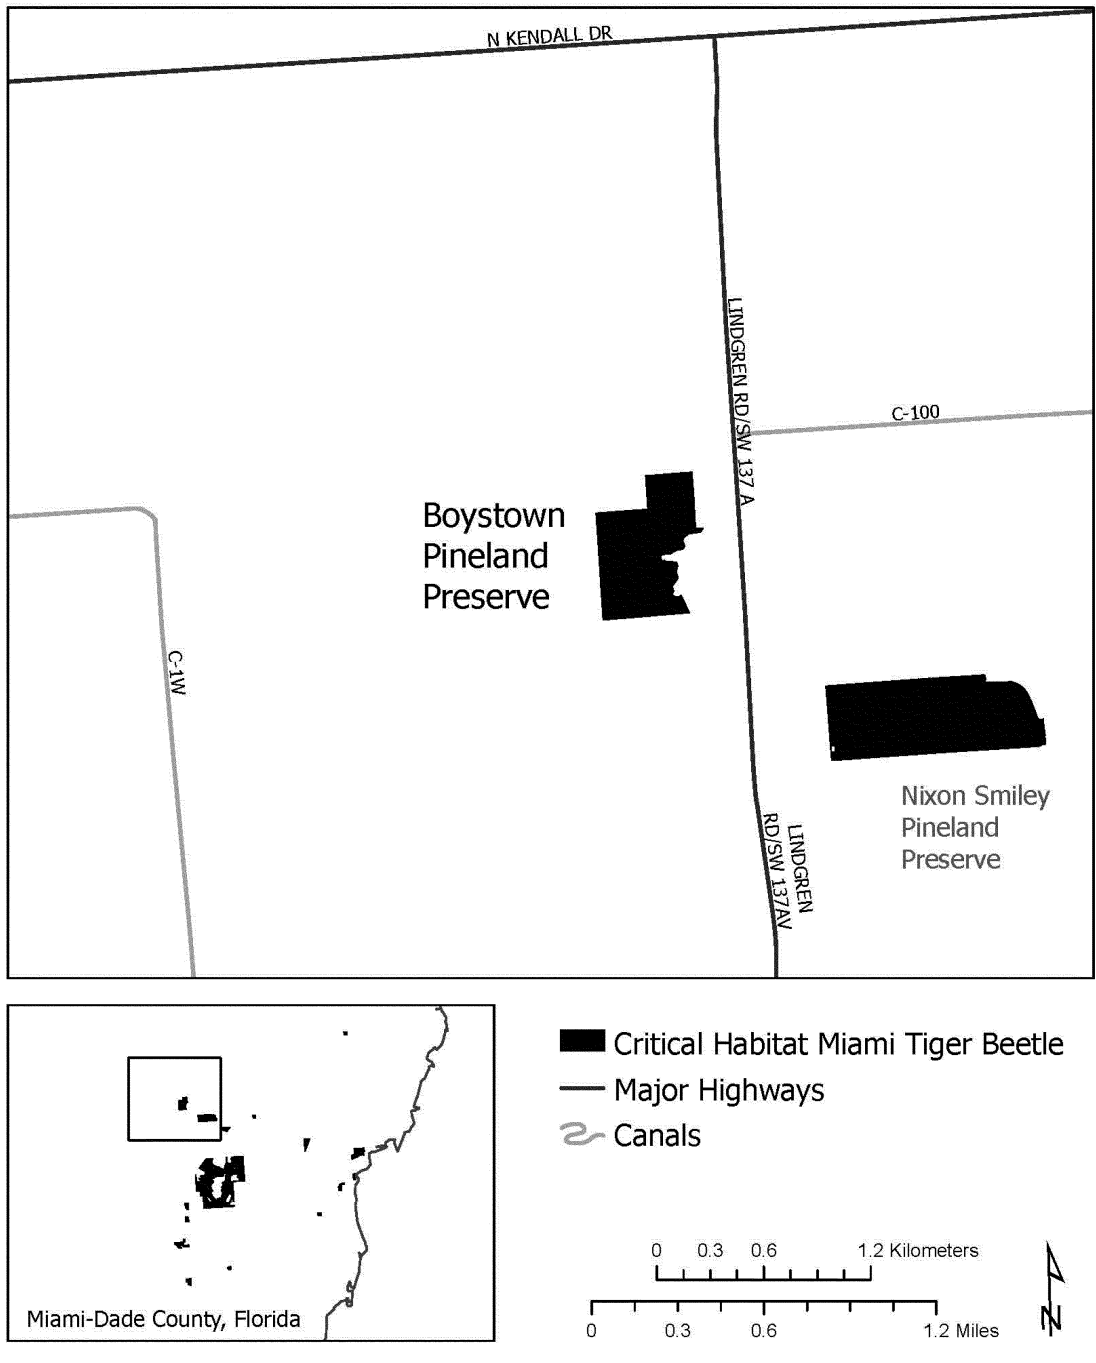 N KENDALL DR
LINDGREN RD/SW 137 A
C-100
Boystown
Pineland
Preserve
C-1W
Nixon Smiley
Pineland
Preserve
LINDGREN
RD/SW 137AV
Critical Habitat Miami Tiger Beetle
Major Highways
Canals
Miami-Dade County, Florida
0 0.3 0.6 1.2 Kilometers
0 0.3 0.6 1.2 Miles
N